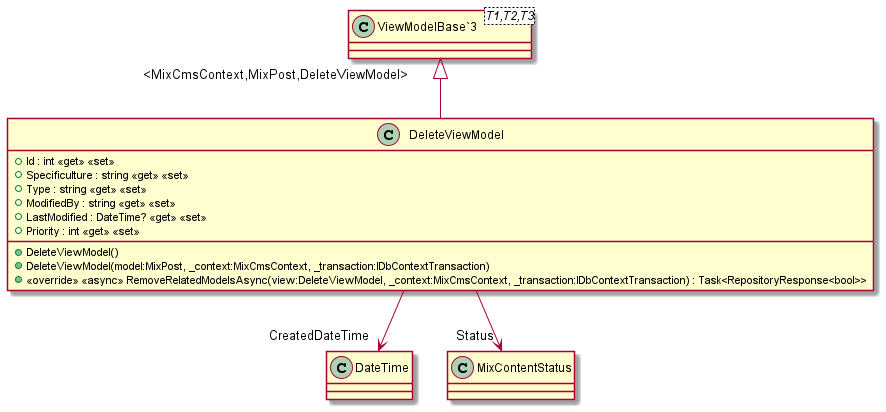 C ViewModelBase`3 T1,T2,T3
<MixCmsContext,MixPost,DeleteViewModel>
C DeleteViewModel
Id : int «get» «set»
Specificulture : string «get» «set»
Type : string «get» «set»
ModifiedBy : string «get» «set»
LastModified : DateTime? «get» «set»
Priority : int «get» «set»
DeleteViewModel()
DeleteViewModel(model:MixPost, _context:MixCmsContext, _transaction:IDbContextTransaction)
«override» «async» RemoveRelatedModelsAsync(view:DeleteViewModel, _context:MixCmsContext, _transaction:IDbContextTransaction) : Task<RepositoryResponse<bool>>
CreatedDateTime Status
C DateTime C MixContentStatus